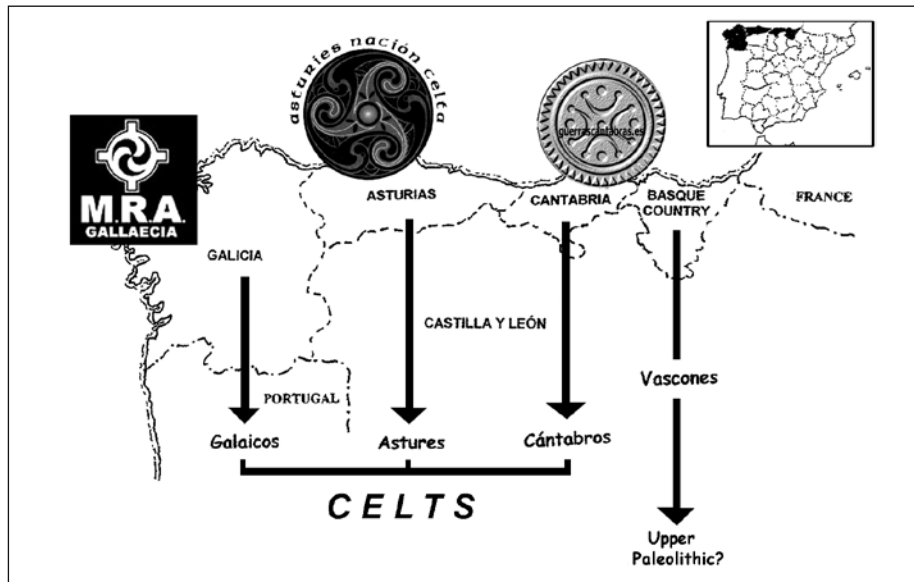 asturies nación celta
guerrascantabras.es
M.R.A.
GALLAECIA
ASTURIAS
CANTABRIA
BASQUE
COUNTRY
FRANCE
GALICIA
CASTILLA Y LEÓN
PORTUGAL
Vascones
Galaicos
Astures
Cántabros
CELTS
Upper
Paleolithic?